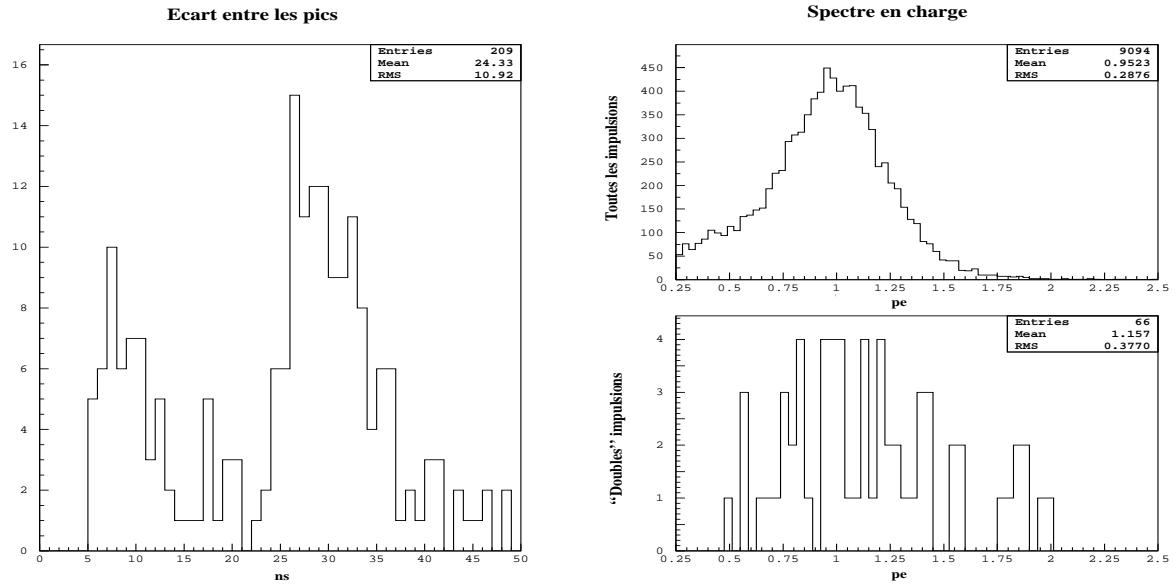 Ecart entre les pics
Entries 209
Mean 24.33
RMS 10.92
16
14
12
10
8
6
4
2
0
0 5 10 15 20 25 30 35 40 45 50
ns
Spectre en charge
Toutes les impulsions
Entries 9094
Mean 0.9523
RMS 0.2876
450
400
350
300
250
200
150
100
50
0
0.25 0.5 0.75 1 1.25 1.5 1.75 2 2.25 2.5
pe
“Doubles” impulsions
Entries 66
Mean 1.157
RMS 0.3770
4
3
2
1
0
0.25 0.5 0.75 1 1.25 1.5 1.75 2 2.25 2.5
pe